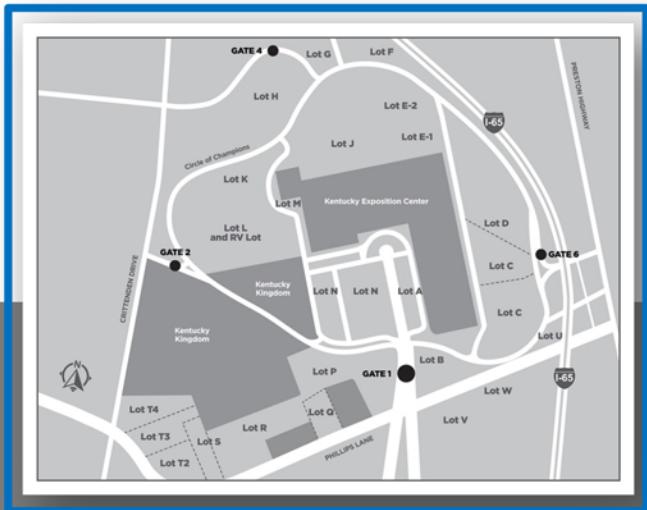 GATE 4
Lot G
Lot F
Lot H
Lot E-2
I-65
PRESTON HIGHWAY
Lot E-1
Lot J
Circle of Champions
Lot K
Lot M
Kentucky Exposition Center
Lot L
and RV Lot
Lot D
GATE 2
GATE 6
Lot C
CRITTENDEN DRIVE
Kentucky
Kingdom
Lot N
Lot N
Lot A
Lot C
Kentucky
Kingdom
Lot U
Lot B
Lot P
GATE 1
I-65
N
Lot W
Lot T4
Lot Q
Lot V
Lot R
Lot S
Lot T3
PHILLIPS LANE
Lot T2